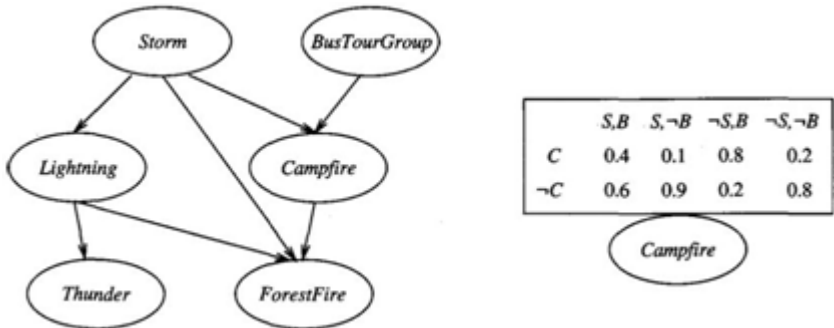 Storm BusTourGroup
S,B S,¬B ¬S,B ¬S,¬B
Lightning Campfire C 0.4 0.1 0.8 0.2
¬C 0.6 0.9 0.2 0.8
Campfire
Thunder ForestFire